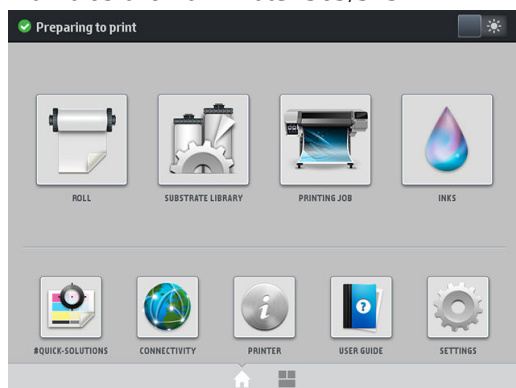 Preparing to print
ROLL
SUBSTRATE LIBRARY
PRINTING JOB
INKS
#QUICK-SOLUTIONS
CONNECTIVITY
PRINTER
USER GUIDE
SETTINGS